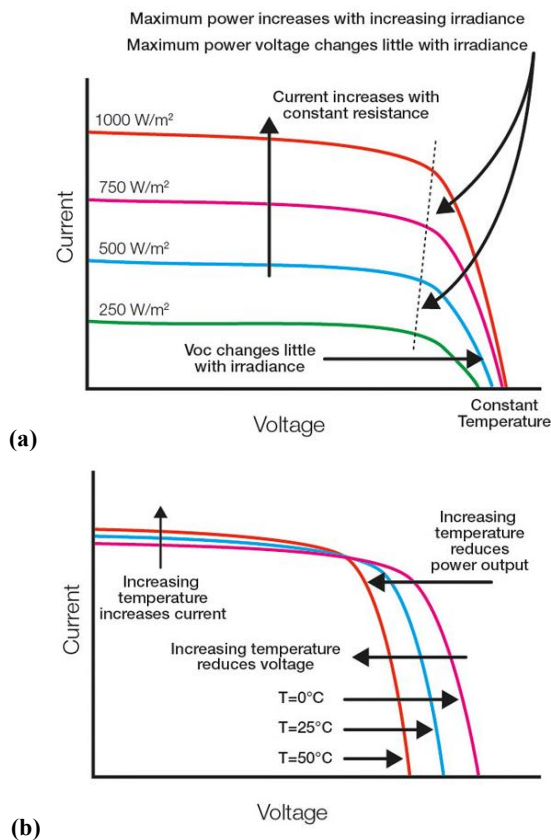 Maximum power increases with increasing irradiance
Maximum power voltage changes little with irradiance
1000 W/m²
Current increases with
constant resistance
750 W/m²
500 W/m²
250 W/m²
Current
Voc changes little
with irradiance
Constant
Temperature
Voltage
(a)
Increasing
temperature
reduces
power output
Increasing
temperature
increases current
Current
Increasing temperature
reduces voltage
T=0°C
T=25°C
T=50°C
Voltage
(b)